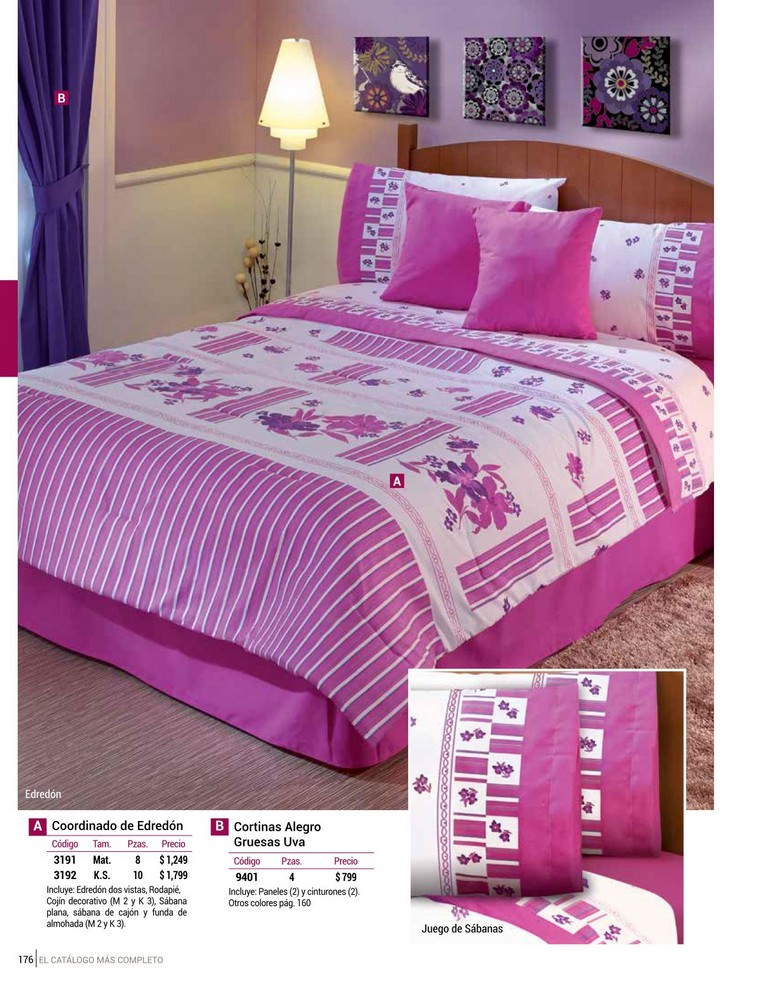 B
A
Edredón
A Coordinado de Edredón
Código Tam. Pzas. Precio
3191 Mat. 8 $1,249
3192 K.S. 10 $1,799
Incluye: Edredón dos vistas, Rodapié,
Cojín decorativo (M 2 y K 3), Sábana
plana, sábana de cajón y funda de
almohada (M 2 y K 3).
B Cortinas Alegro
Gruesas Uva
Código Pzas. Precio
9401 4 $799
Incluye: Paneles (2) y cinturones (2).
Otros colores pág. 160
Juego de Sábanas
176 EL CATÁLOGO MÁS COMPLETO